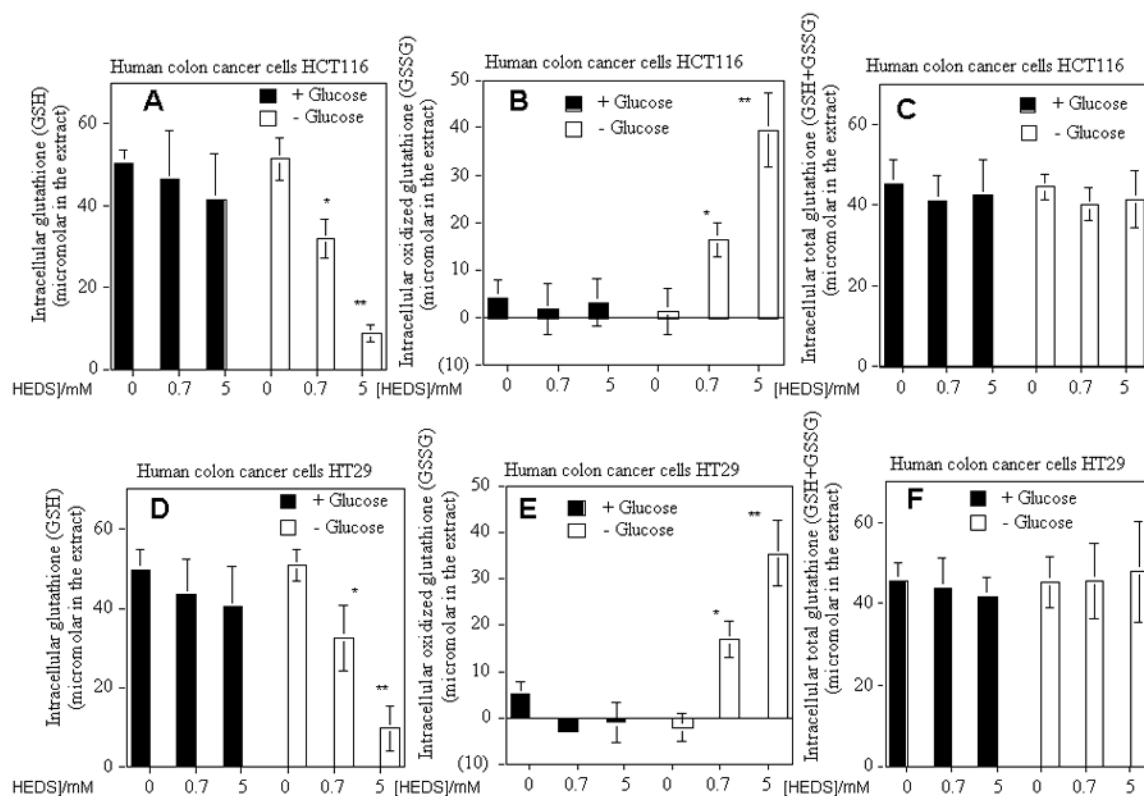 Human colon cancer cells HCT116
A
+ Glucose
- Glucose
Intracellular glutathione (GSH)
(micromolar in the extract)
60
40
20
0
*
**
HEDS]/mM
0 0.7 5 0 0.7 5
Human colon cancer cells HCT116
B
+ Glucose
- Glucose
Intracellular oxidized glutathione (GSSG)
(micromolar in the extract)
50
40
30
20
10
0
(10)
*
**
[HEDS]/mM
0 0.7 5 0 0.7 5
Human colon cancer cells HCT116
C
+ Glucose
- Glucose
Intracellular total glutathione (GSH+GSSG)
(micromolar in the extract)
60
40
20
0
[HEDS]/mM
0 0.7 5 0 0.7 5
Human colon cancer cells HT29
D
+ Glucose
- Glucose
Intracellular glutathione (GSH)
(micromolar in the extract)
60
40
20
0
*
**
HEDS]/mM
0 0.7 5 0 0.7 5
Human colon cancer cells HT29
E
+ Glucose
- Glucose
Intracellular oxidized glutathione (GSSG)
(micromolar in the extract)
50
40
30
20
10
0
(10)
*
**
[HEDS]/mM
0 0.7 5 0 0.7 5
Human colon cancer cells HT29
F
+ Glucose
- Glucose
Intracellular total glutathione (GSH+GSSG)
(micromolar in the extract)
60
40
20
0
[HEDS]/mM
0 0.7 5 0 0.7 5